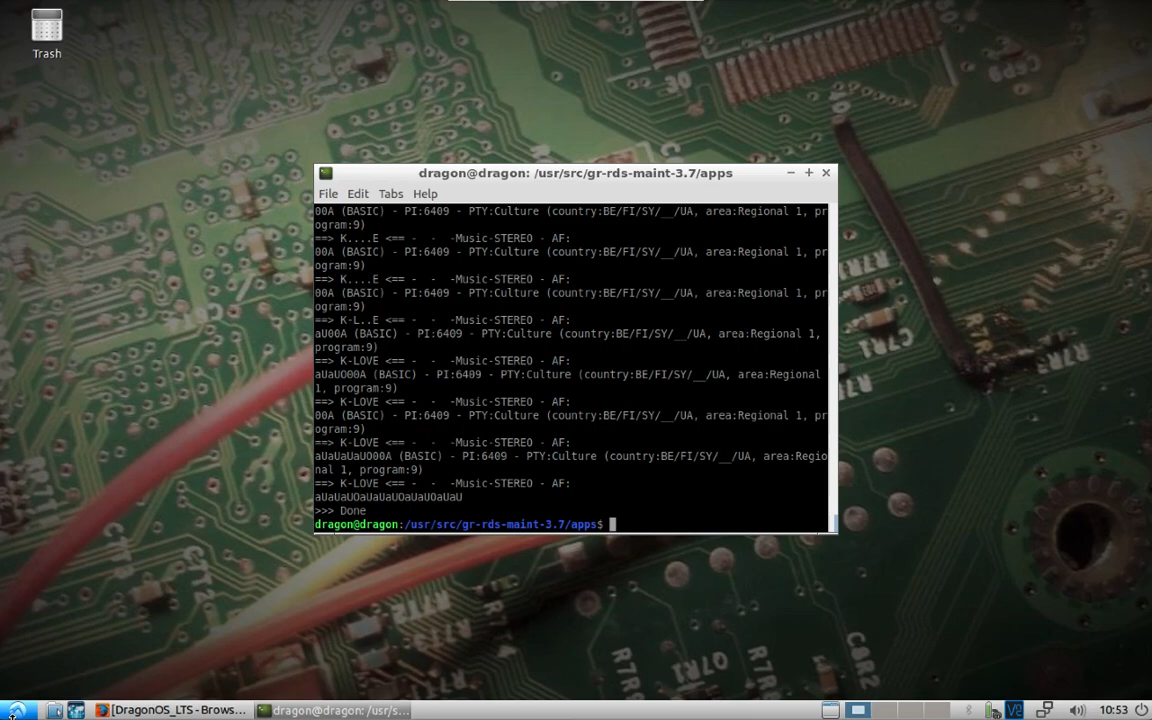 Trash
30
dragon@dragon: /usr/src/gr-rds-maint-3.7/apps
File Edit Tabs Help
00A (BASIC) - PI:6409 - PTY:Culture (country:BE/FI/SY/__/UA, area:Regional 1, pr
ogram:9)
==> K....E <== - - -Music-STEREO - AF:
00A (BASIC) - PI:6409 - PTY:Culture (country:BE/FI/SY/__/UA, area:Regional 1, pr
ogram:9)
==> K....E <== - - -Music-STEREO - AF:
00A (BASIC) - PI:6409 - PTY:Culture (country:BE/FI/SY/__/UA, area:Regional 1, pr
ogram:9)
==> K-L..E <== - - -Music-STEREO - AF:
aU00A (BASIC) - PI:6409 - PTY:Culture (country:BE/FI/SY/__/UA, area:Regional 1,
program:9)
==> K-LOVE <== - - -Music-STEREO - AF:
aUaUO00A (BASIC) - PI:6409 - PTY:Culture (country:BE/FI/SY/__/UA, area:Regional
1, program:9)
==> K-LOVE <== - - -Music-STEREO - AF:
00A (BASIC) - PI:6409 - PTY:Culture (country:BE/FI/SY/__/UA, area:Regional 1, pr
ogram:9)
==> K-LOVE <== - - -Music-STEREO - AF:
aUaUaUaUO00A (BASIC) - PI:6409 - PTY:Culture (country:BE/FI/SY/__/UA, area:Regio
nal 1, program:9)
==> K-LOVE <== - - -Music-STEREO - AF:
aUaUaUOaUaUaUOaUaUOaUaU
>>> Done
dragon@dragon:/usr/src/gr-rds-maint-3.7/apps$
C7R1
R7R5
[DragonOS_LTS - Brows...
dragon@dragon: /usr/s...
10:53